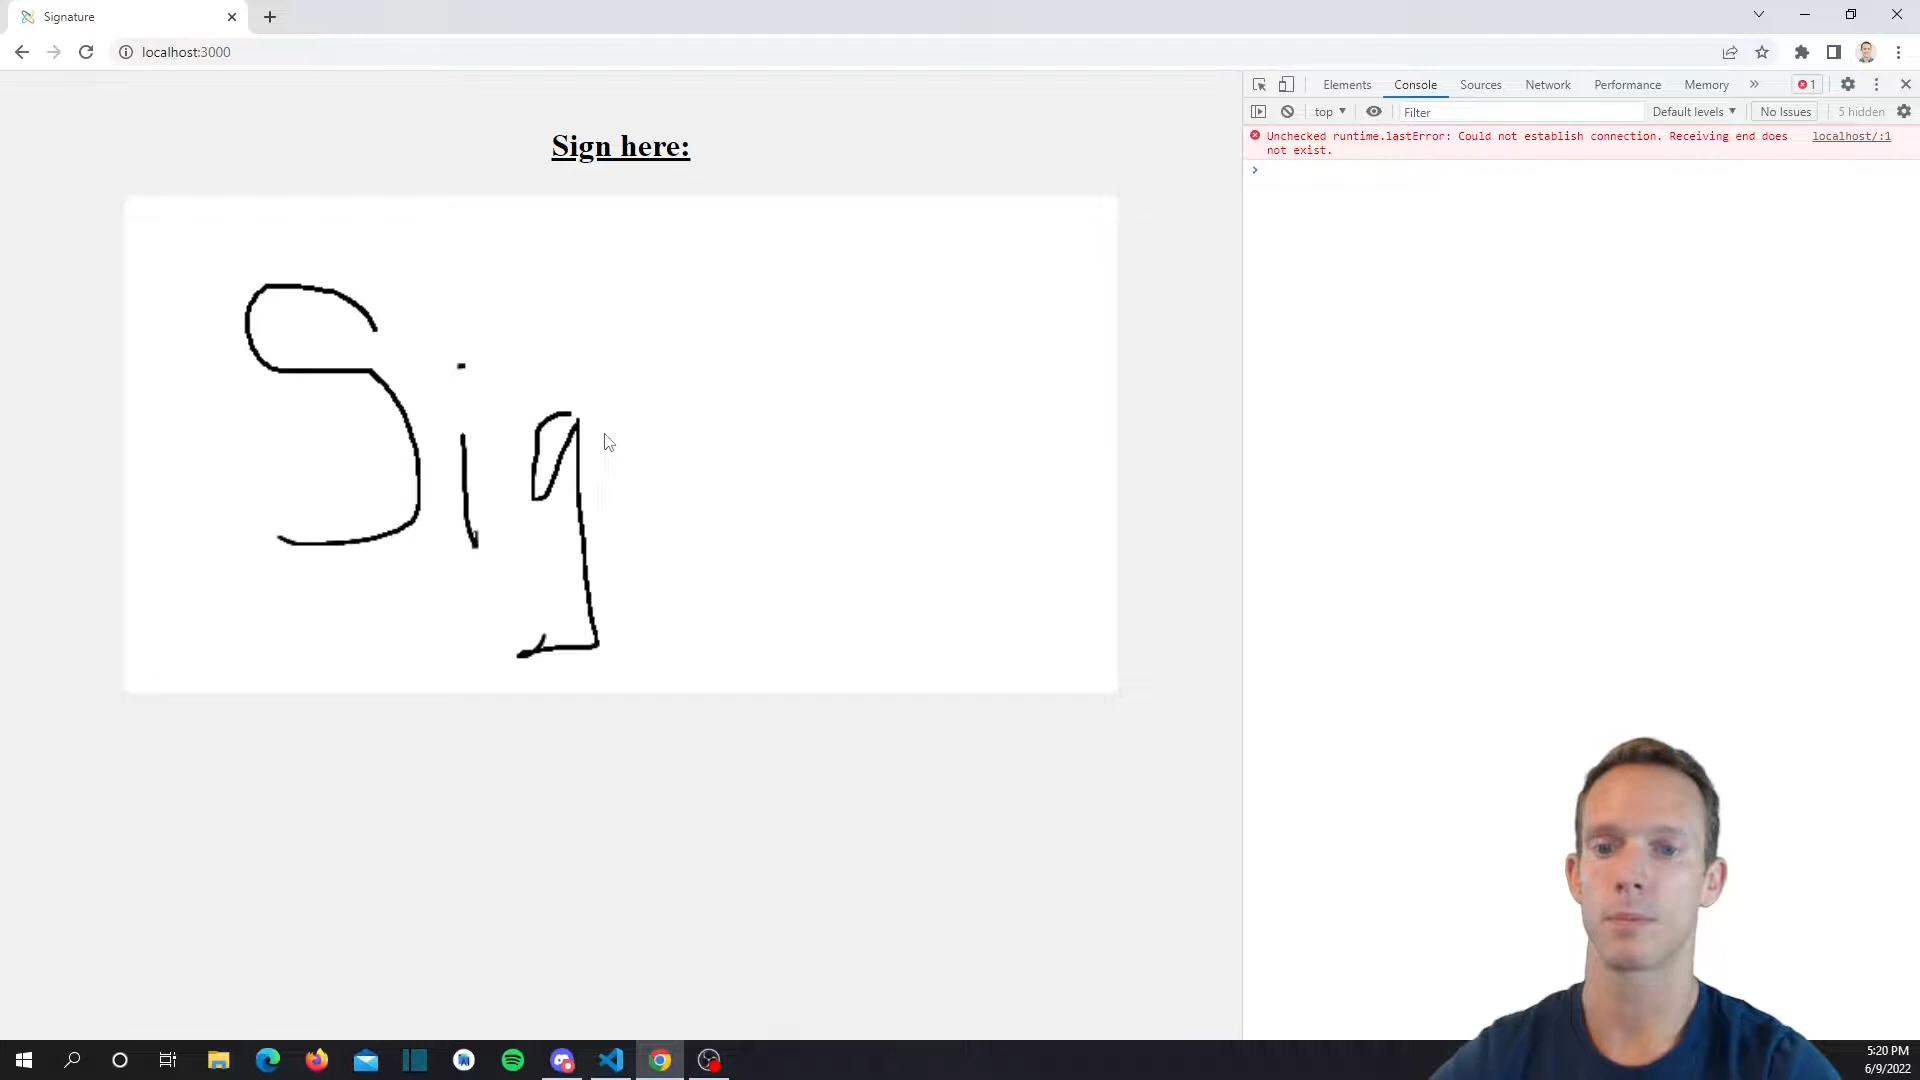 Signature
localhost:3000
Elements Console Sources Network Performance Memory » 1
top Filter Default levels No Issues 5 hidden
Unchecked runtime.lastError: Could not establish connection. Receiving end does not exist. localhost/:1
Sign here:
Sig
5:20 PM
6/9/2022